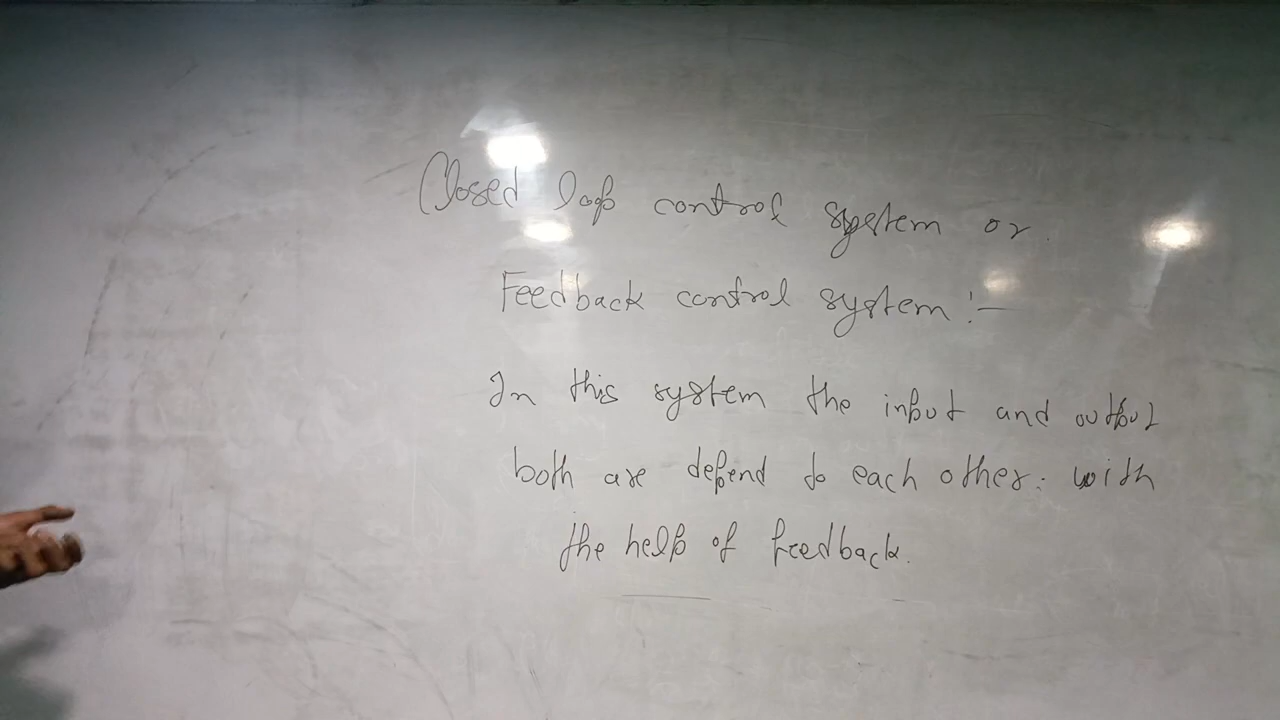 Closed loop control system or
Feedback control system :-
In this system the input and output
both are depend to each other. with
the help of feedback.